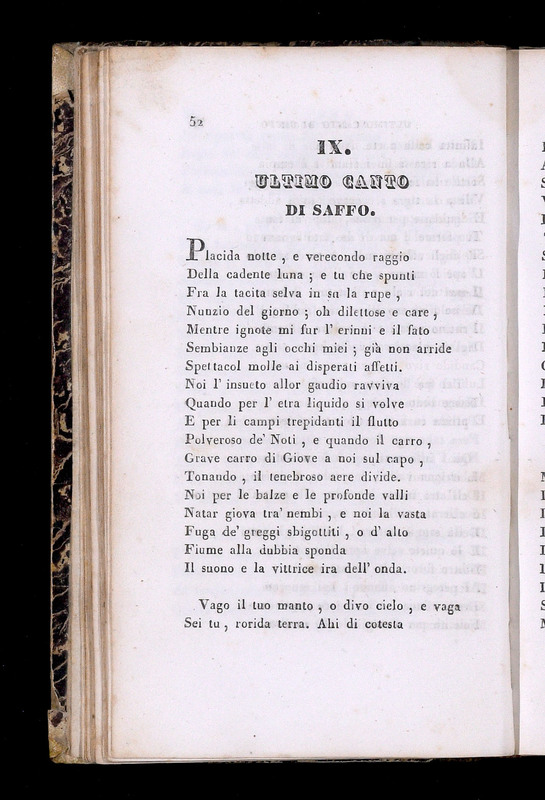 52
IX.
ULTIMO CANTO
DI SAFFO.
Placida notte , e verecondo raggio
Della cadente luna ; e tu che spunti
Fra la tacita selva in su la rupe ,
Nunzio del giorno ; oh dilettose e care ,
Mentre ignote mi fur l' erinni e il fato
Sembianze agli occhi miei ; già non arride
Spettacol molle ai disperati affetti.
Noi l' insueto allor gaudio ravviva
Quando per l' etra liquido si volve
E per li campi trepidanti il flutto
Polveroso de' Noti , e quando il carro ,
Grave carro di Giove a noi sul capo ,
Tonando , il tenebroso aere divide.
Noi per le balze e le profonde valli
Natar giova tra' nembi , e noi la vasta
Fuga de' greggi sbigottiti , o d' alto
Fiume alla dubbia sponda
Il suono e la vittrice ira dell' onda.
Vago il tuo manto , o divo cielo , e vaga
Sei tu , rorida terra. Ahi di cotesta